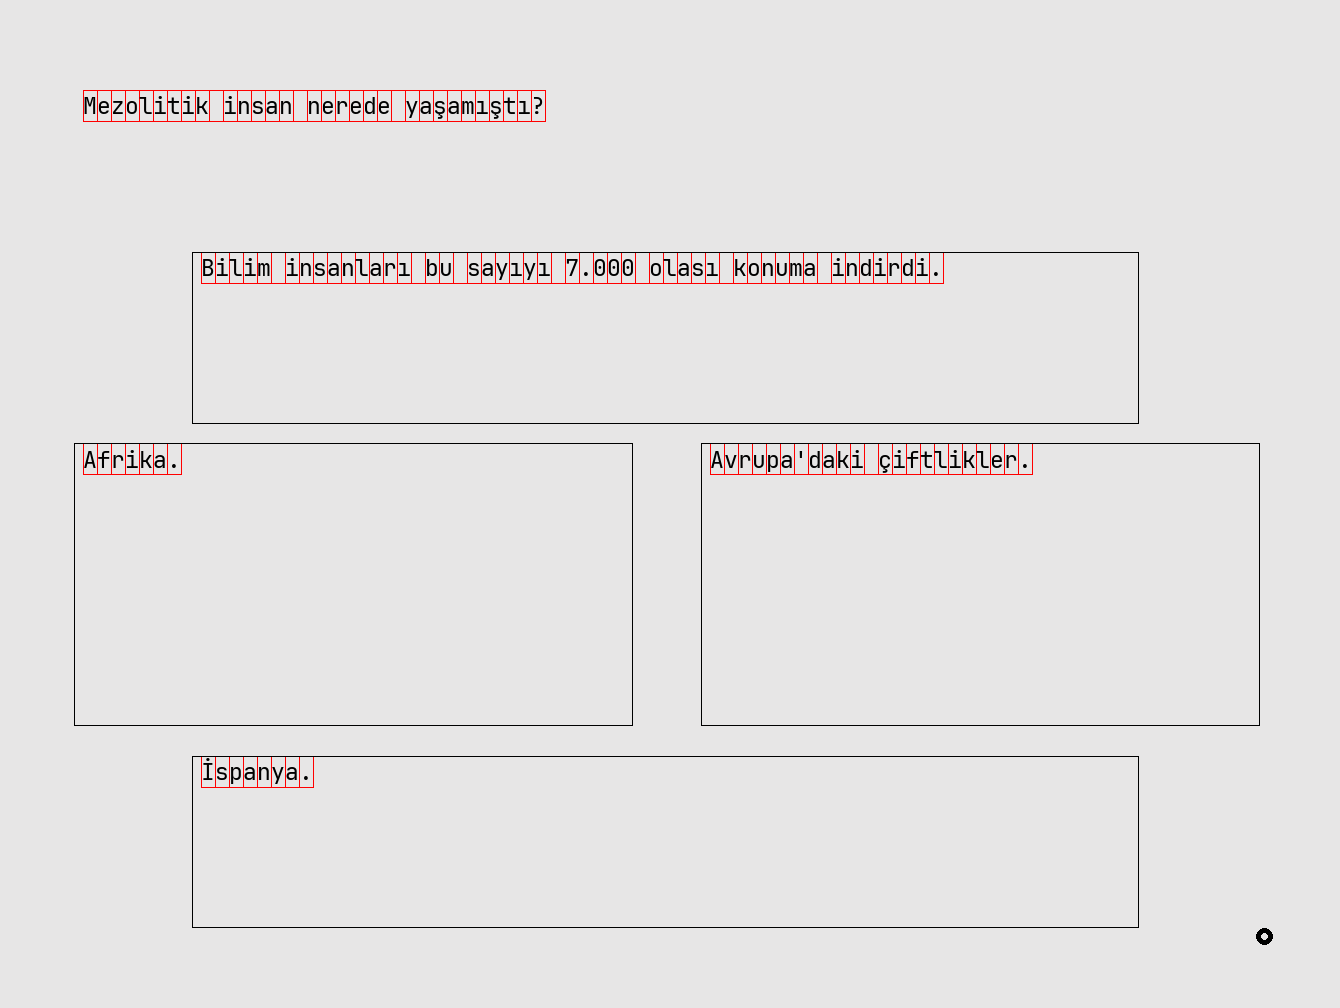 Mezolitik insan nerede yaşamıştı?
Bilim insanları bu sayıyı 7.000 olası konuma indirdi.
Afrika.
Avrupa'daki çiftlikler.
İspanya.